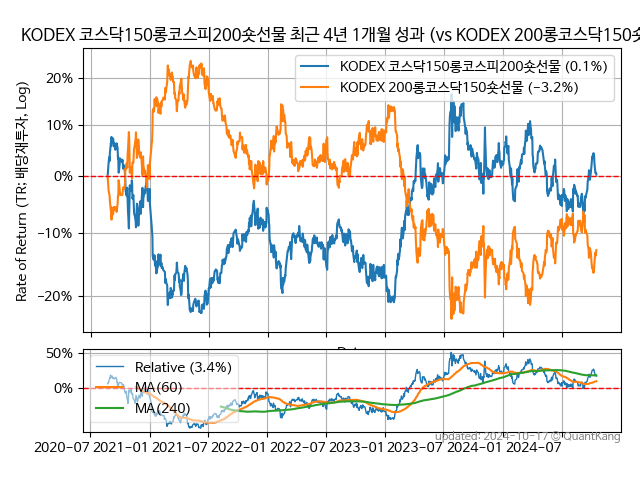 KODEX 코스닥150롱코스피200숏선물 최근 4년 1개월 성과 (vs KODEX 200롱코스닥150숏
Rate of Return (TR: 배당재투자, Log)
KODEX 코스닥150롱코스피200숏선물 (0.1%)
KODEX 200롱코스닥150숏선물 (−3.2%)
20%
10%
0%
−10%
−20%
50%
0%
Relative (3.4%)
MA(60)
MA(240)
updated: 2024-10-17 © QuantKang
2020-07 2021-01 2021-07 2022-01 2022-07 2023-01 2023-07 2024-01 2024-07